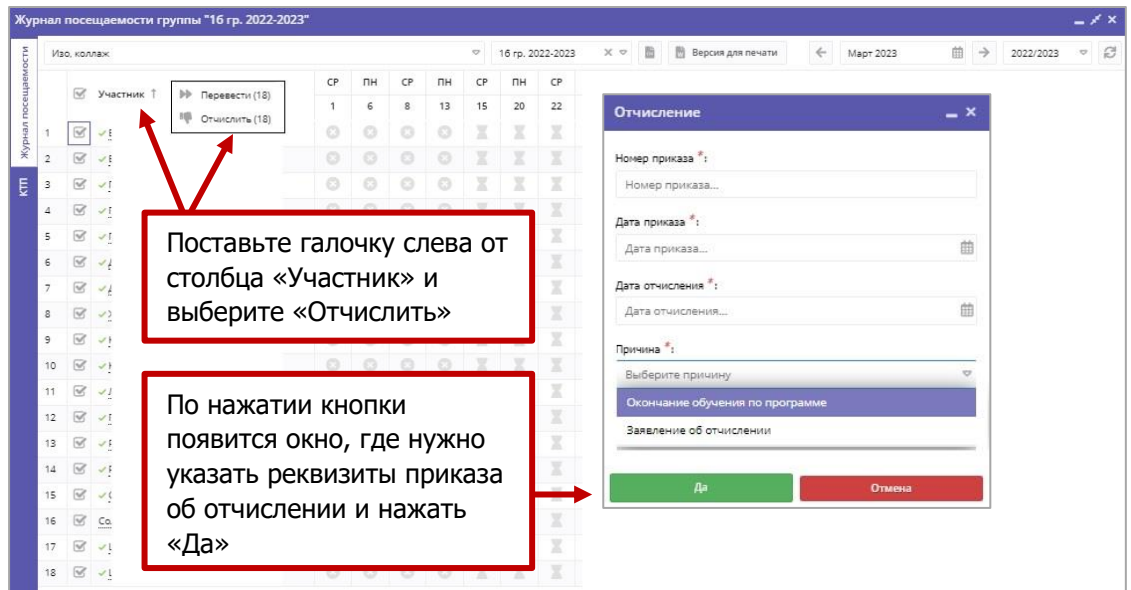 Журнал посещаемости группы "16 гр. 2022-2023"
Журнал посещаемости
КТП
Изо, коллаж
16 гр. 2022-2023
Версия для печати
Март 2023
2022/2023
Участник ↑
Перевести (18)
Отчислить (18)
СР ПН СР ПН СР ПН СР
1 6 8 13 15 20 22
1
2
3
4
5
6
7
8
9
10
11
12
13
14
15
16
17
18
Поставьте галочку слева от
столбца «Участник» и
выберите «Отчислить»
По нажатии кнопки
появится окно, где нужно
указать реквизиты приказа
об отчислении и нажать
«Да»
Отчисление
Номер приказа *:
Номер приказа...
Дата приказа *:
Дата приказа...
Дата отчисления *:
Дата отчисления...
Причина *:
Выберите причину
Окончание обучения по программе
Заявление об отчислении
Да
Отмена